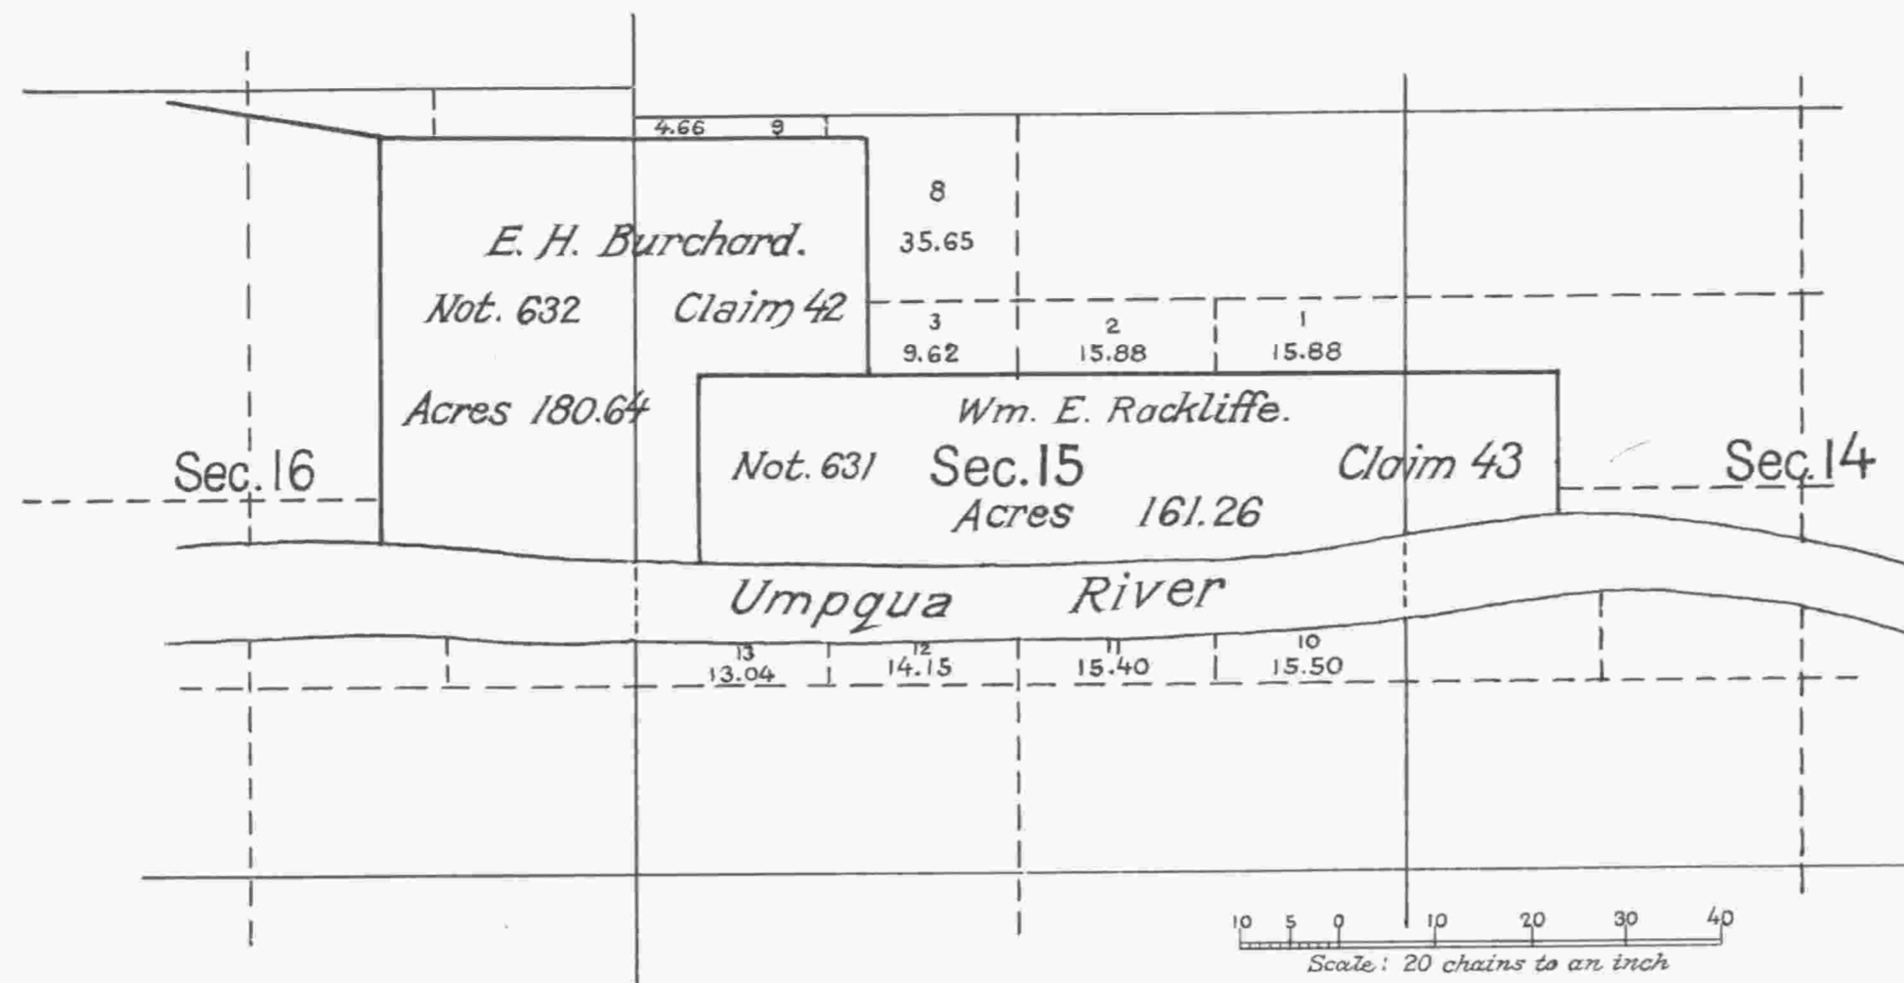 4.66 9
8
35.65
E. H. Burchard.
Not. 632 Claim 42
3
9.62
2
15.88
1
15.88
Acres 180.64
Wm. E. Rackliffe.
Sec. 16
Not. 631 Sec. 15 Claim 43
Sec. 14
Acres 161.26
Umpqua River
13
13.04
12
14.15
11
15.40
10
15.50
10 5 0 10 20 30 40
Scale: 20 chains to an inch